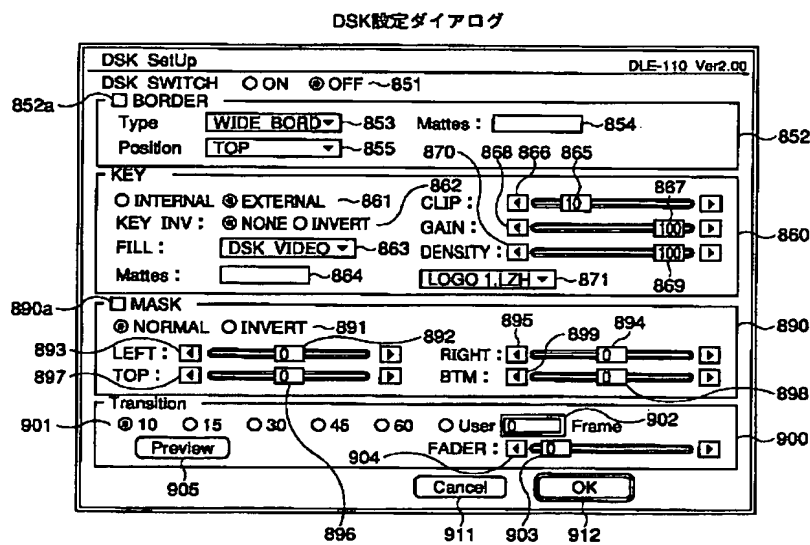 DSK設定ダイアログ
DSK SetUp DLE-110 Ver2.00
DSK SWITCH ON OFF 851
852a BORDER
Type WIDE BORD 853 Mattes : 854 852
Position TOP 855 870 868 866 865
KEY 862 867
INTERNAL EXTERNAL 861 CLIP : 10
KEY INV : NONE INVERT GAIN : 100 860
FILL : DSK VIDEO 863 DENSITY : 100
Mattes : 864 LOGO 1.LZH 871 869
890a MASK
NORMAL INVERT 891 892 895 899 894 890
893 LEFT : 0 RIGHT : 0
897 TOP : 0 BTM : 0
898
Transition 902
901 10 15 30 45 60 User 0 Frame 900
Preview 904 FADER : 0
905
Cancel OK
896 911 903 912